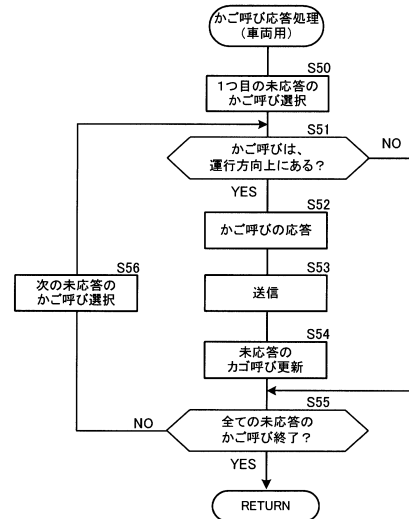 かご呼び応答処理
（車両用）
S50
1つ目の未応答の
かご呼び選択
S51
かご呼びは、
運行方向上にある？
NO
YES
S52
かごの呼びの応答
S53
送信
S56
次の未応答の
かご呼び選択
S54
未応答の
カゴ呼び更新
S55
全ての未応答の
かご呼び終了？
NO
YES
RETURN